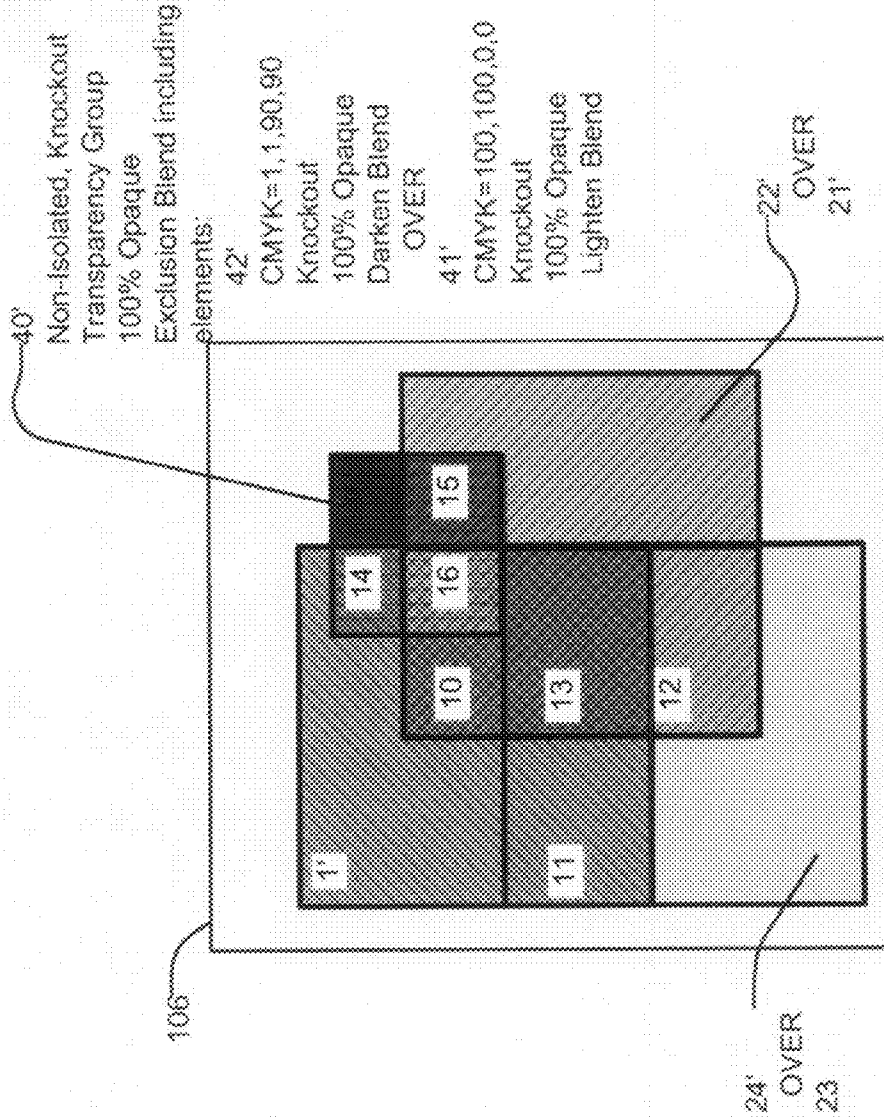 40'
Non-Isolated, Knockout
Transparency Group
100% Opaque
Exclusion Blend including
elements:
42'
CMYK=1,1,90,90
Knockout
100% Opaque
Darken Blend
OVER
41'
CMYK=100,100,0,0
Knockout
100% Opaque
Lighten Blend
106
14
15
16
1'
10
13
11
12
22'
OVER
21'
24'
OVER
23